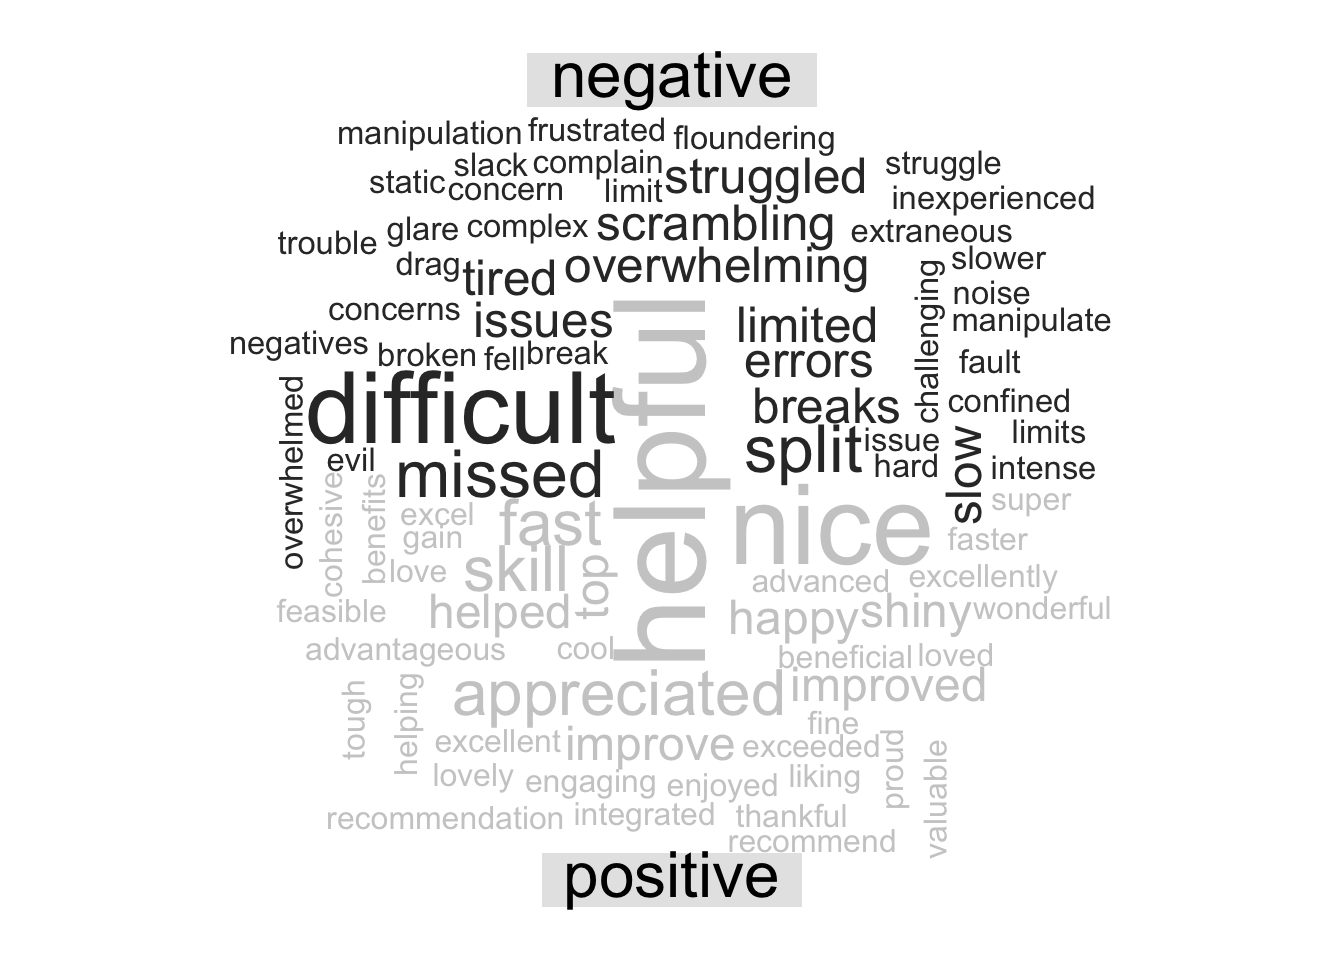 negative
manipulation frustrated floundering
slack complain struggled struggle
static concern limit inexperienced
trouble glare complex scrambling extraneous
drag tired overwhelming slower
concerns issues limited challenging noise
manipulate
negatives broken fell break errors fault
difficult helpful breaks confined
overwhelmed evil missed split issue limits
hard slow intense
cohesive benefits excel fast nice super
gain faster
love skill top advanced excellently
feasible helped happy shiny wonderful
advantageous cool beneficial loved
tough helping appreciated improved
fine
excellent improve exceeded proud valuable
lovely engaging enjoyed liking
recommendation integrated thankful
recommend
positive